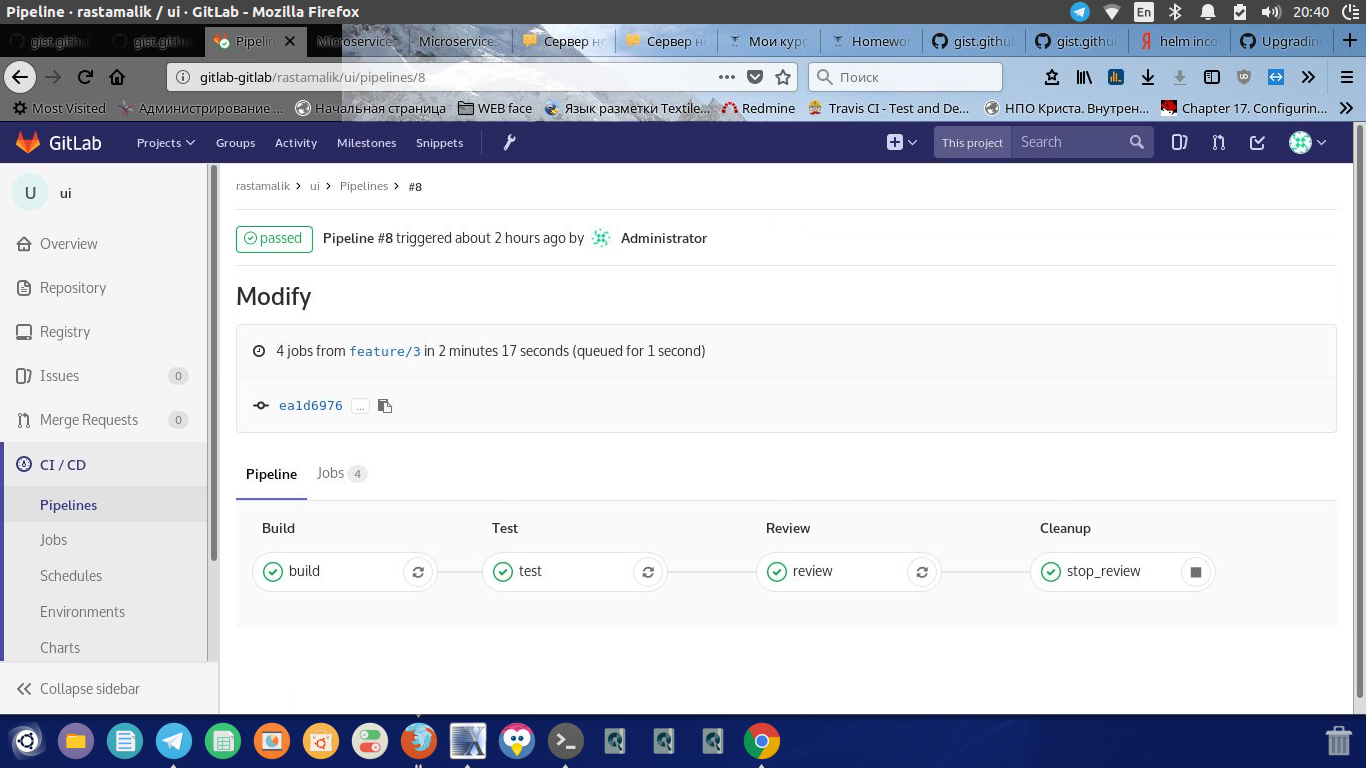 Pipeline · rastamalik / ui · GitLab - Mozilla Firefox
En
20:40
gist.githu
gist.githu
Pipelin
Microservices
Microservices
Сервер не
Сервер не
Мои курс
Homewor
gist.githu
gist.githu
helm inco
Upgradin
gitlab-gitlab/rastamalik/ui/pipelines/8
Поиск
Most Visited
Администрирование ...
Начальная страница
WEB face
Язык разметки Textile...
Redmine
Travis CI - Test and De...
НПО Криста. Внутрен...
Chapter 17. Configurin...
GitLab
Projects
Groups
Activity
Milestones
Snippets
This project
Search
U
ui
Overview
Repository
Registry
Issues 0
Merge Requests 0
CI / CD
Pipelines
Jobs
Schedules
Environments
Charts
Collapse sidebar
rastamalik > ui > Pipelines > #8
passed Pipeline #8 triggered about 2 hours ago by Administrator
Modify
4 jobs from feature/3 in 2 minutes 17 seconds (queued for 1 second)
ea1d6976 ...
Pipeline Jobs 4
Build Test Review Cleanup
build test review stop_review